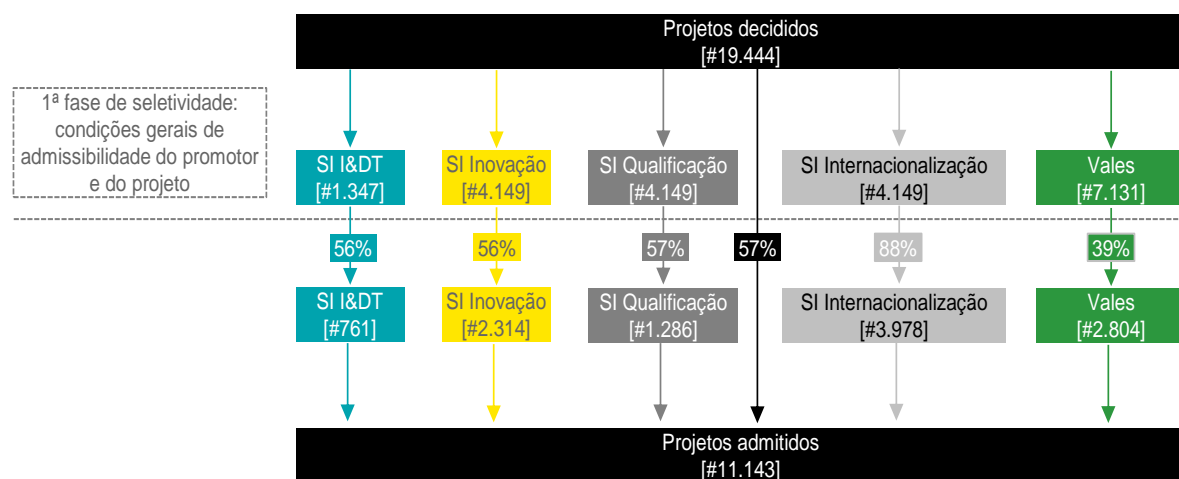 Projetos decididos
[#19.444]
1ª fase de seletividade:
condições gerais de
admissibilidade do promotor
e do projeto
SI I&DT
[#1.347]
SI Inovação
[#4.149]
SI Qualificação
[#4.149]
SI Internacionalização
[#4.149]
Vales
[#7.131]
56%
56%
57%
57%
88%
39%
SI I&DT
[#761]
SI Inovação
[#2.314]
SI Qualificação
[#1.286]
SI Internacionalização
[#3.978]
Vales
[#2.804]
Projetos admitidos
[#11.143]